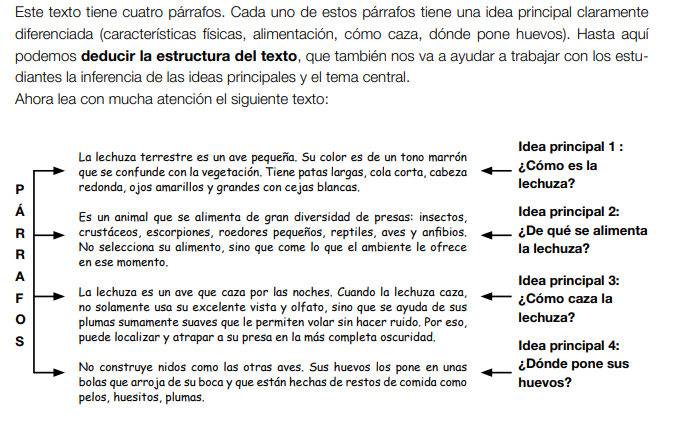 Este texto tiene cuatro párrafos. Cada uno de estos párrafos tiene una idea principal claramente
diferenciada (características físicas, alimentación, cómo caza, dónde pone huevos). Hasta aquí
podemos deducir la estructura del texto, que también nos va a ayudar a trabajar con los estu-
diantes la inferencia de las ideas principales y el tema central.
Ahora lea con mucha atención el siguiente texto:
P
Á
R
R
A
F
O
S
La lechuza terrestre es un ave pequeña. Su color es de un tono marrón
que se confunde con la vegetación. Tiene patas largas, cola corta, cabeza
redonda, ojos amarillos y grandes con cejas blancas.
Idea principal 1 :
¿Cómo es la
lechuza?
Es un animal que se alimenta de gran diversidad de presas: insectos,
crustáceos, escorpiones, roedores pequeños, reptiles, aves y anfibios.
No selecciona su alimento, sino que come lo que el ambiente le ofrece
en ese momento.
Idea principal 2:
¿De qué se alimenta
la lechuza?
La lechuza es un ave que caza por las noches. Cuando la lechuza caza,
no solamente usa su excelente vista y olfato, sino que se ayuda de sus
plumas sumamente suaves que le permiten volar sin hacer ruido. Por eso,
puede localizar y atrapar a su presa en la más completa oscuridad.
Idea principal 3:
¿Cómo caza la
lechuza?
No construye nidos como las otras aves. Sus huevos los pone en unas
bolas que arroja de su boca y que están hechas de restos de comida como
pelos, huesitos, plumas.
Idea principal 4:
¿Dónde pone sus
huevos?